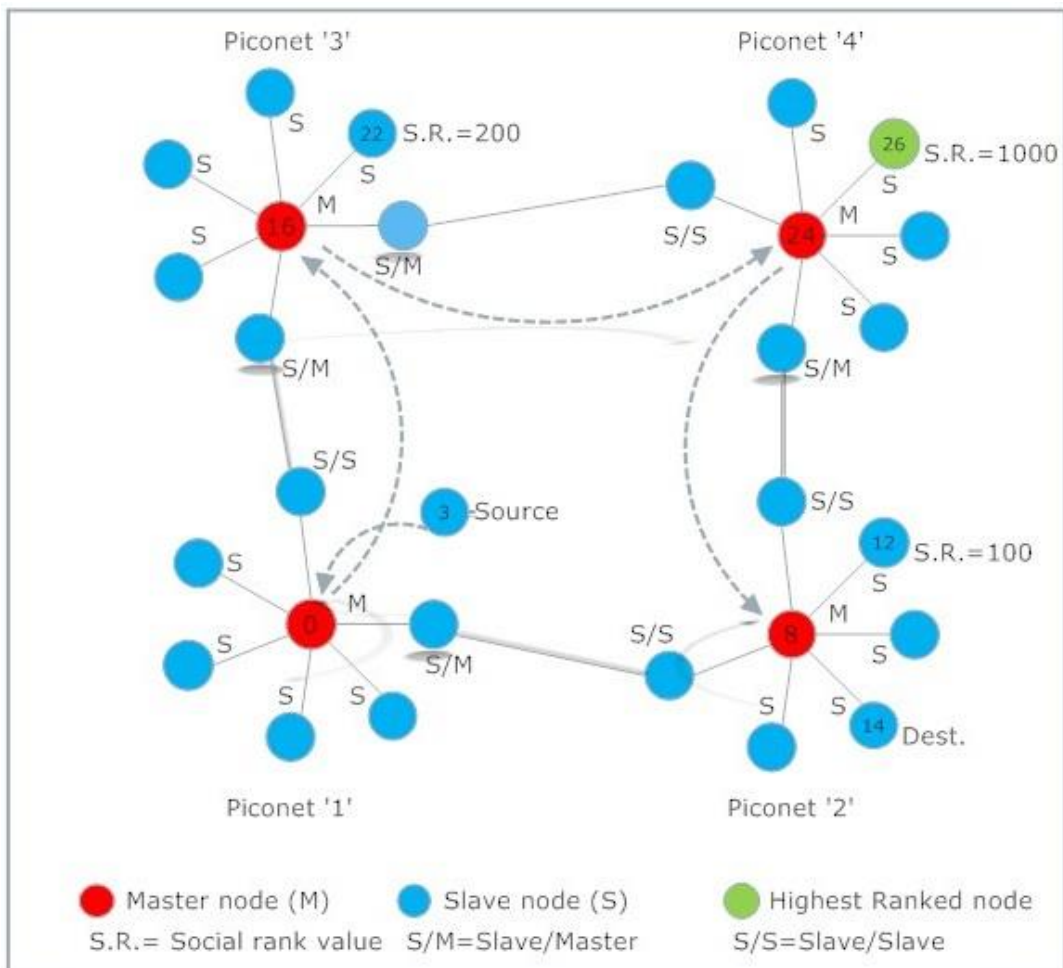 Piconet '3'
Piconet '4'
S
22
S.R.=200
S
S
26
S.R.=1000
S
S
S
16
M
S/M
S
S/S
24
M
S
S
S/M
S/M
S/S
3
Source
S/S
12
S.R.=100
S
S
0
M
S
S/M
S
S
S/S
8
M
S
S
S
14
Dest.
Piconet '1'
Piconet '2'
Master node (M)
Slave node (S)
Highest Ranked node
S.R.= Social rank value
S/M=Slave/Master
S/S=Slave/Slave